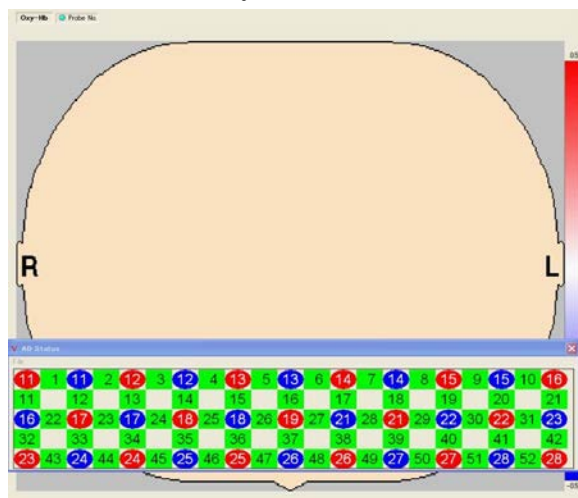 Oxy-Hb Probe No.
R L
AD Status
11 1 11 2 12 3 12 4 13 5 13 6 14 7 14 8 15 9 15 10 16
11 12 13 14 15 16 17 18 19 20 21
16 22 17 23 17 24 18 25 18 26 19 27 21 28 21 29 22 30 22 31 23
32 33 34 35 36 37 38 39 40 41 42
23 43 24 44 24 45 25 46 25 47 26 48 26 49 27 50 27 51 28 52 28